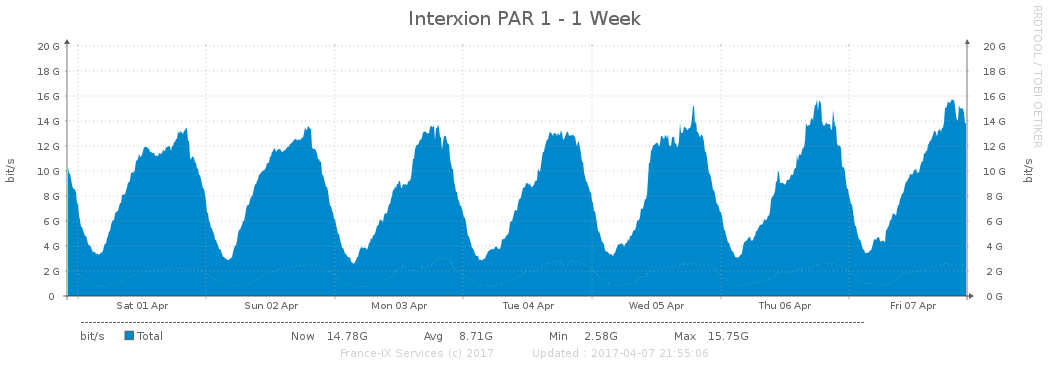 Interxion PAR 1 - 1 Week
RRDTOOL / TOBI OETIKER
20 G 20 G
18 G 18 G
16 G 16 G
14 G 14 G
12 G 12 G
10 G 10 G
8 G 8 G
6 G 6 G
4 G 4 G
2 G 2 G
0 0 G
bit/s
bit/s
Sat 01 Apr Sun 02 Apr Mon 03 Apr Tue 04 Apr Wed 05 Apr Thu 06 Apr Fri 07 Apr
bit/s Total Now 14.78G Avg 8.71G Min 2.58G Max 15.75G
France-IX Services (c) 2017 Updated : 2017-04-07 21:55:06